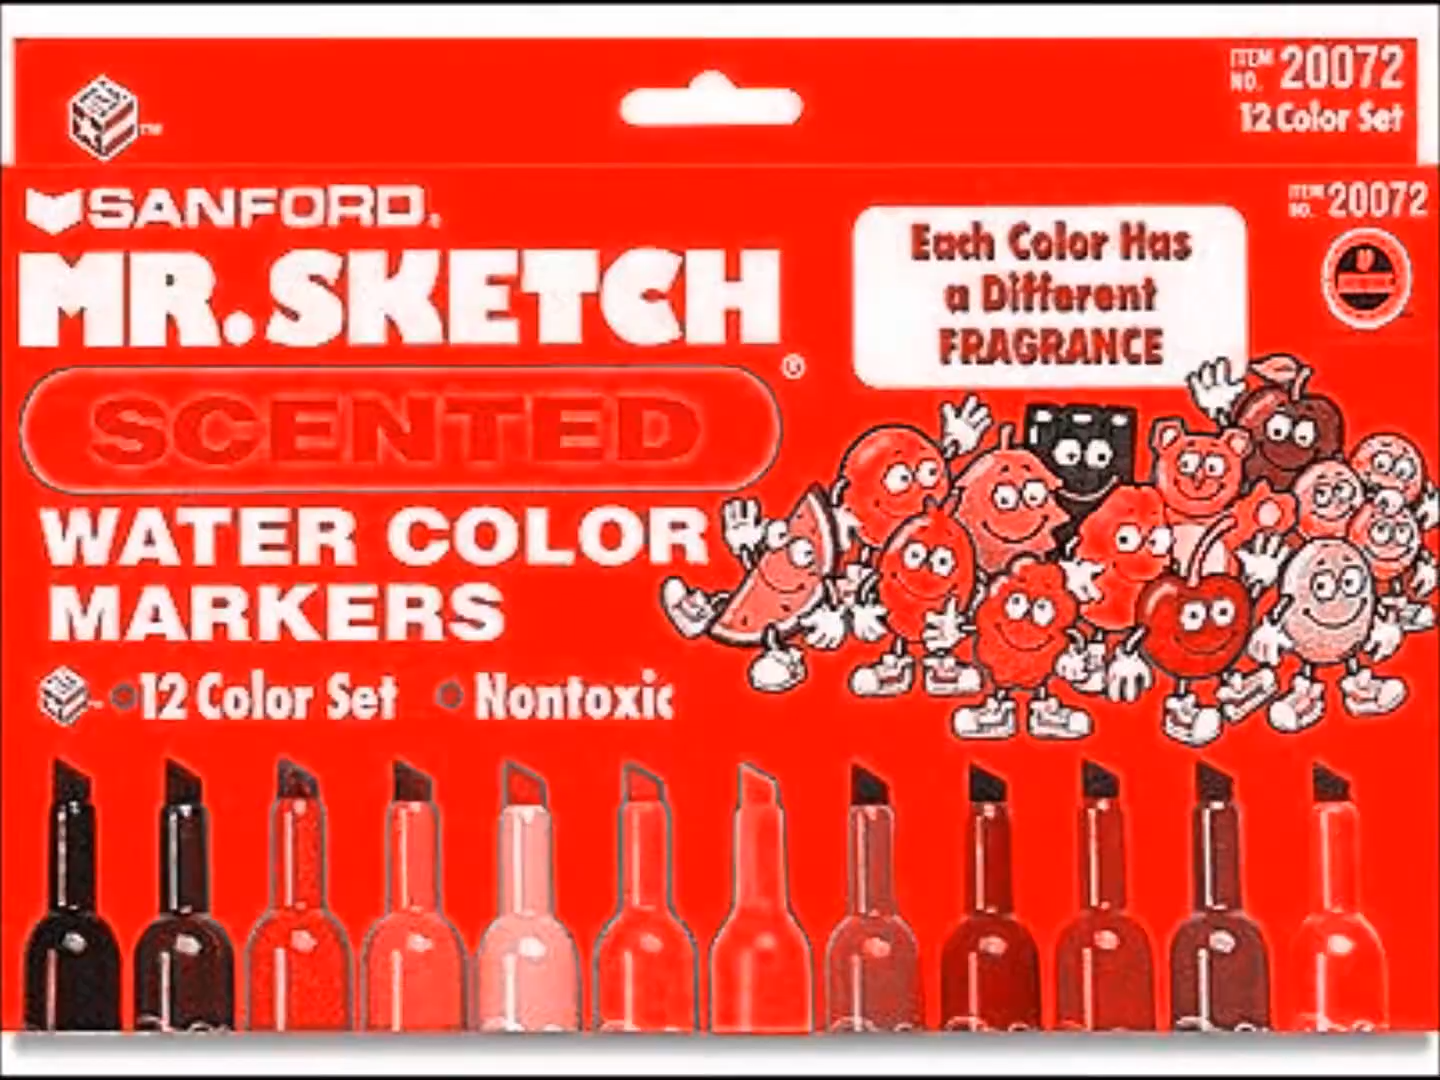 ITEM NO. 20072
12 Color Set
TM
SANFORD.
ITEM NO. 20072
MR. SKETCH®
SCENTED
WATER COLOR
MARKERS
12 Color Set • Nontoxic
Each Color Has
a Different
FRAGRANCE